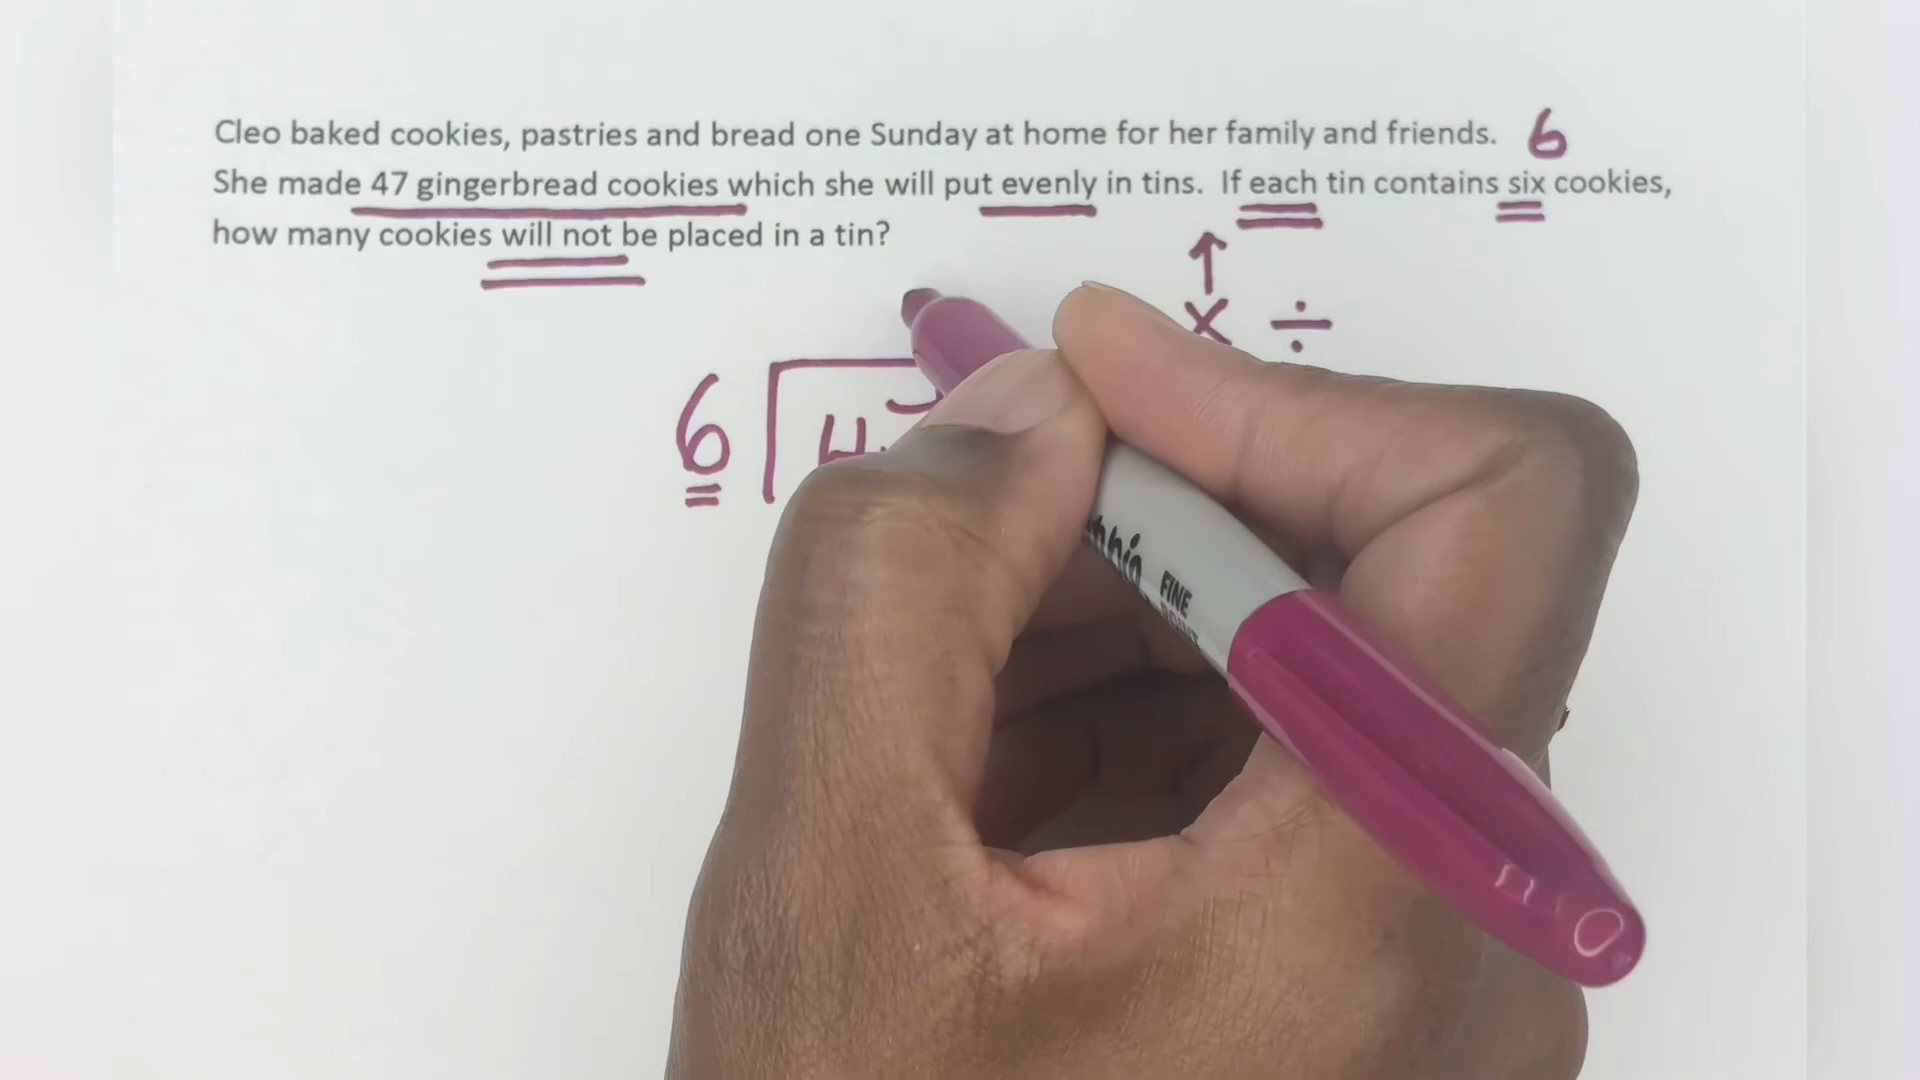 Cleo baked cookies, pastries and bread one Sunday at home for her family and friends. 6
She made 47 gingerbread cookies which she will put evenly in tins. If each tin contains six cookies,
how many cookies will not be placed in a tin?
↑
× ÷
6 4
FINE